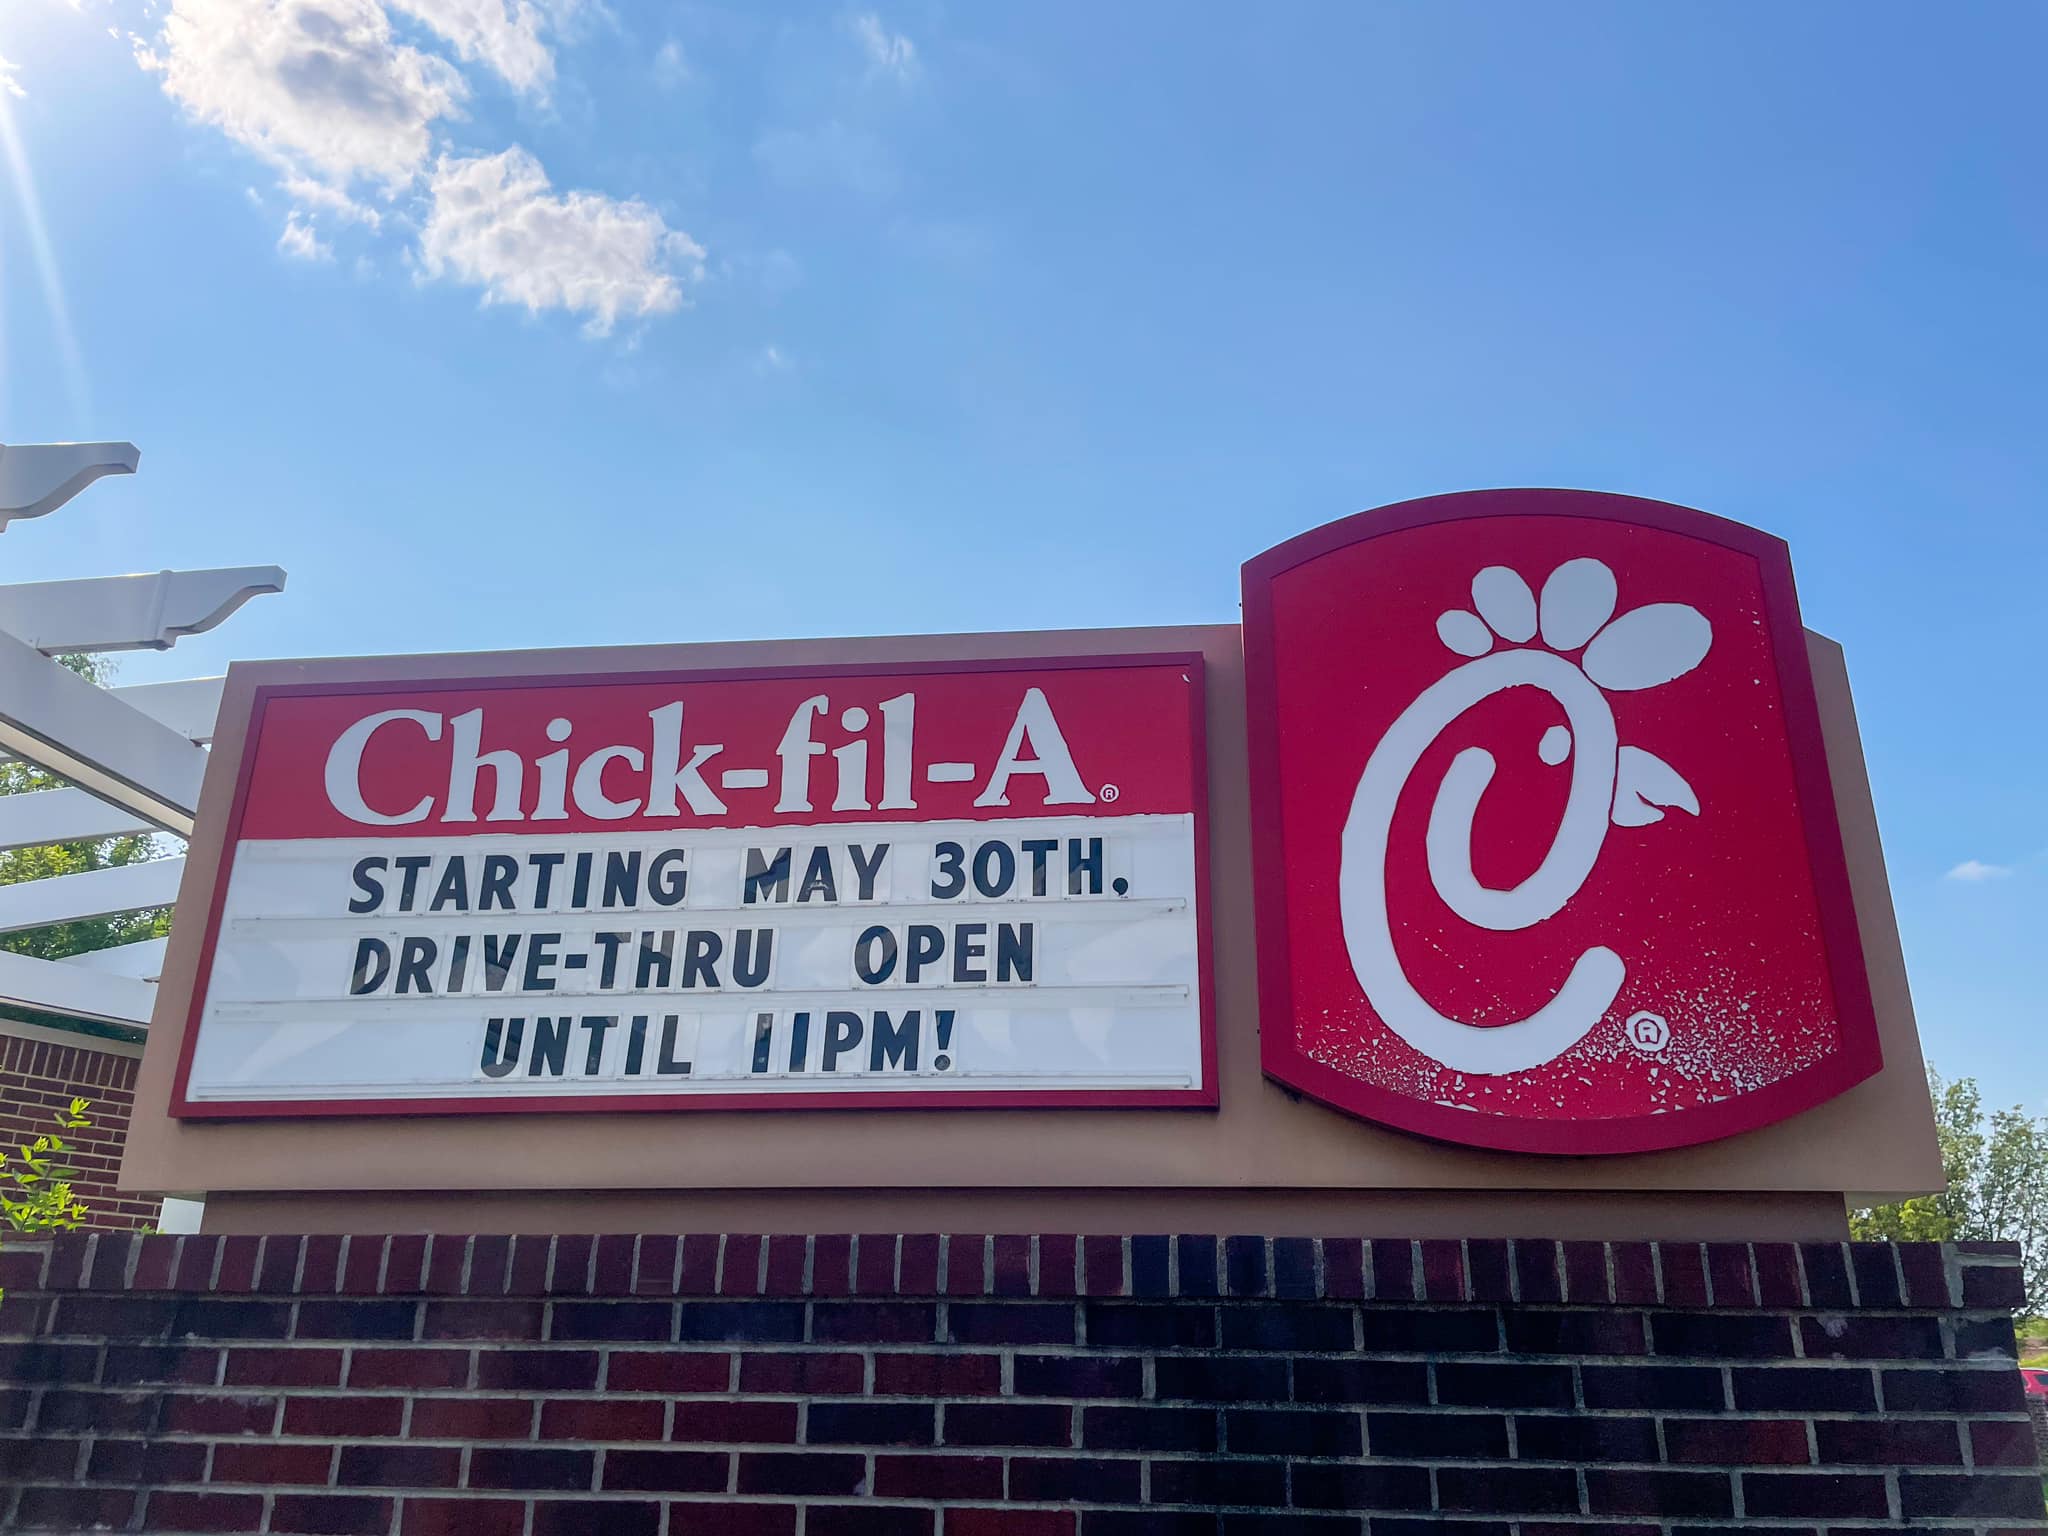 Chick-fil-A®
STARTING MAY 30TH,
DRIVE-THRU OPEN
UNTIL 11PM!
C®